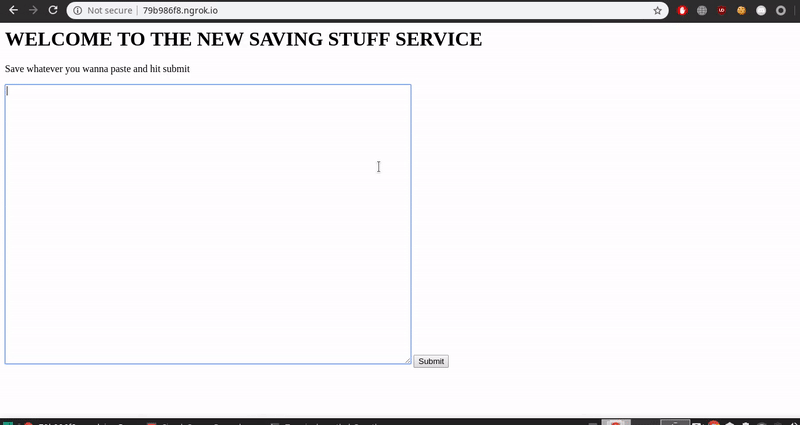 Not secure 79b986f8.ngrok.io
WELCOME TO THE NEW SAVING STUFF SERVICE
Save whatever you wanna paste and hit submit
Submit